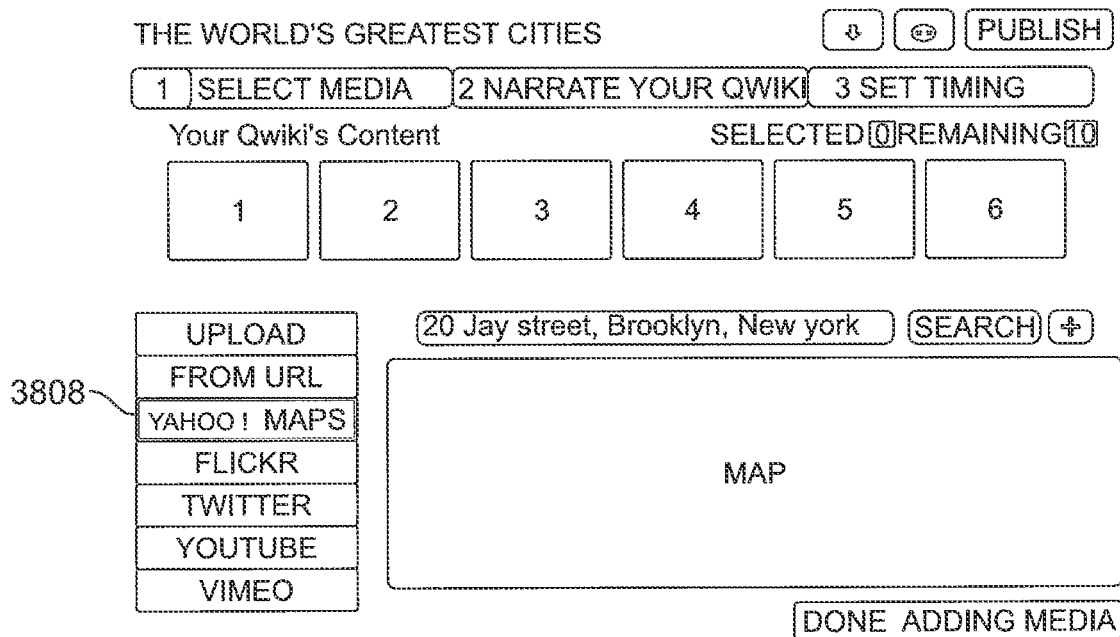 THE WORLD'S GREATEST CITIES PUBLISH
1 SELECT MEDIA 2 NARRATE YOUR QWIKI 3 SET TIMING
Your Qwiki's Content SELECTED 0 REMAINING 10
1 2 3 4 5 6
UPLOAD 20 Jay street, Brooklyn, New york SEARCH +
FROM URL
3808 YAHOO! MAPS
FLICKR MAP
TWITTER
YOUTUBE
VIMEO
DONE ADDING MEDIA